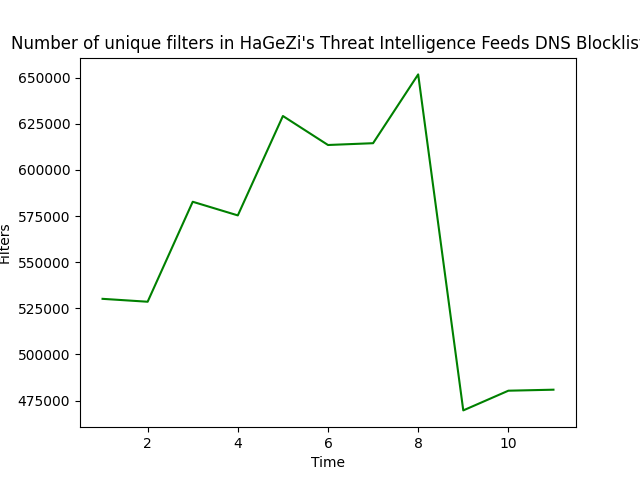 Number of unique filters in HaGeZi's Threat Intelligence Feeds DNS Blocklist
650000
625000
600000
575000
550000
525000
500000
475000
Filters
2 4 6 8 10
Time